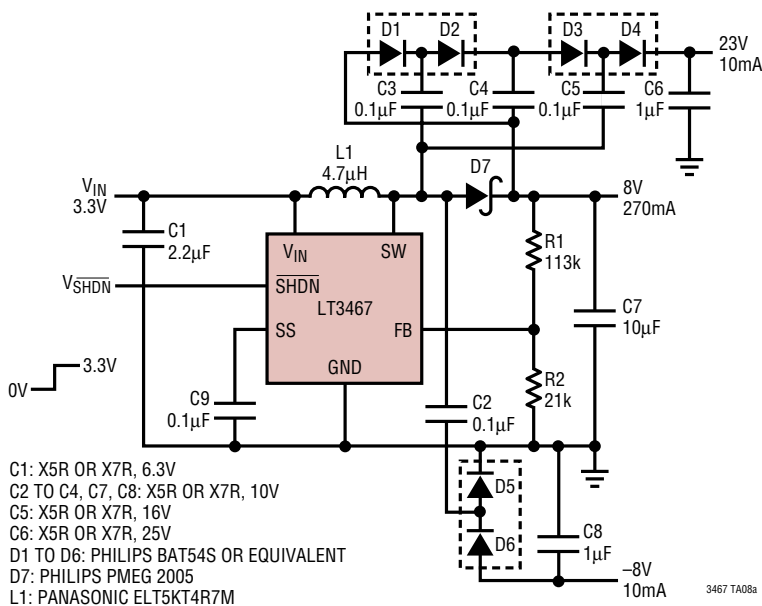 D1
D2
D3
D4
23V
10mA
C3
0.1µF
C4
0.1µF
C5
0.1µF
C6
1µF
L1
4.7µH
D7
VIN
3.3V
8V
270mA
C1
2.2µF
VIN
SW
R1
113k
VSHDN
SHDN
LT3467
C7
10µF
SS
FB
GND
3.3V
0V
C9
0.1µF
C2
0.1µF
R2
21k
D5
D6
C8
1µF
–8V
10mA
C1: X5R OR X7R, 6.3V
C2 TO C4, C7, C8: X5R OR X7R, 10V
C5: X5R OR X7R, 16V
C6: X5R OR X7R, 25V
D1 TO D6: PHILIPS BAT54S OR EQUIVALENT
D7: PHILIPS PMEG 2005
L1: PANASONIC ELT5KT4R7M
3467 TA08a